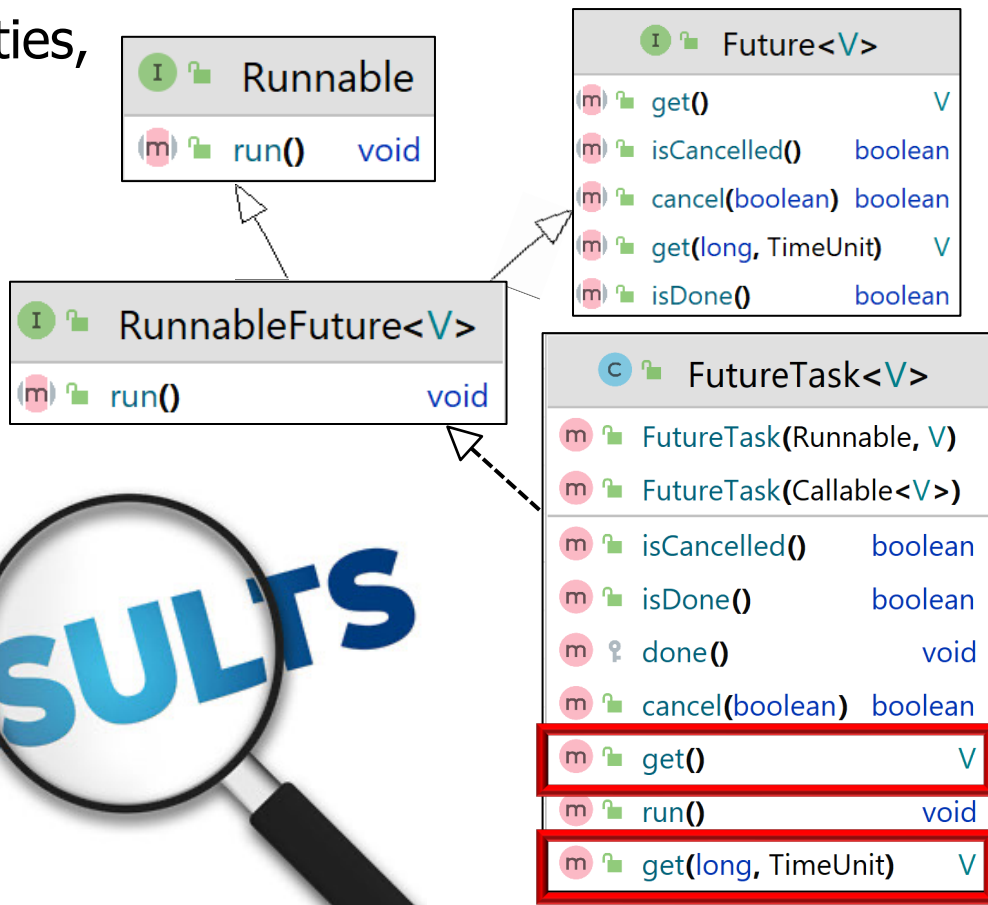 ties,
I Runnable
m run() void
I Future<V>
m get() V
m isCancelled() boolean
m cancel(boolean) boolean
m get(long, TimeUnit) V
m isDone() boolean
I RunnableFuture<V>
m run() void
C FutureTask<V>
m FutureTask(Runnable, V)
m FutureTask(Callable<V>)
m isCancelled() boolean
m isDone() boolean
m done() void
m cancel(boolean) boolean
m get() V
m run() void
m get(long, TimeUnit) V
SULTS